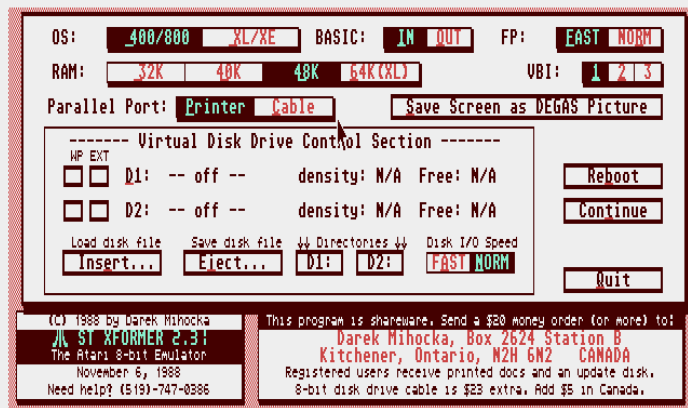 OS: 400/800 XL/XE BASIC: IN OUT FP: FAST NORM
RAM: 32K 40K 48K 64K(XL) VBI: 1 2 3
Parallel Port: Printer Cable Save Screen as DEGAS Picture
------- Virtual Disk Drive Control Section -------
WP EXT
D1: -- off -- density: N/A Free: N/A
Reboot
D2: -- off -- density: N/A Free: N/A
Continue
Load disk file Save disk file ↓↓ Directories ↓↓ Disk I/O Speed
Insert... Eject... D1: D2: FAST NORM
Quit
(C) 1988 by Darek Mihocka
ST XFORMER 2.3!
The Atari 8-bit Emulator
November 6, 1988
Need help? (519)-747-0386
This program is shareware. Send a $20 money order (or more) to:
Darek Mihocka, Box 2624 Station B
Kitchener, Ontario, N2H 6N2 CANADA
Registered users receive printed docs and an update disk.
8-bit disk drive cable is $23 extra. Add $5 in Canada.